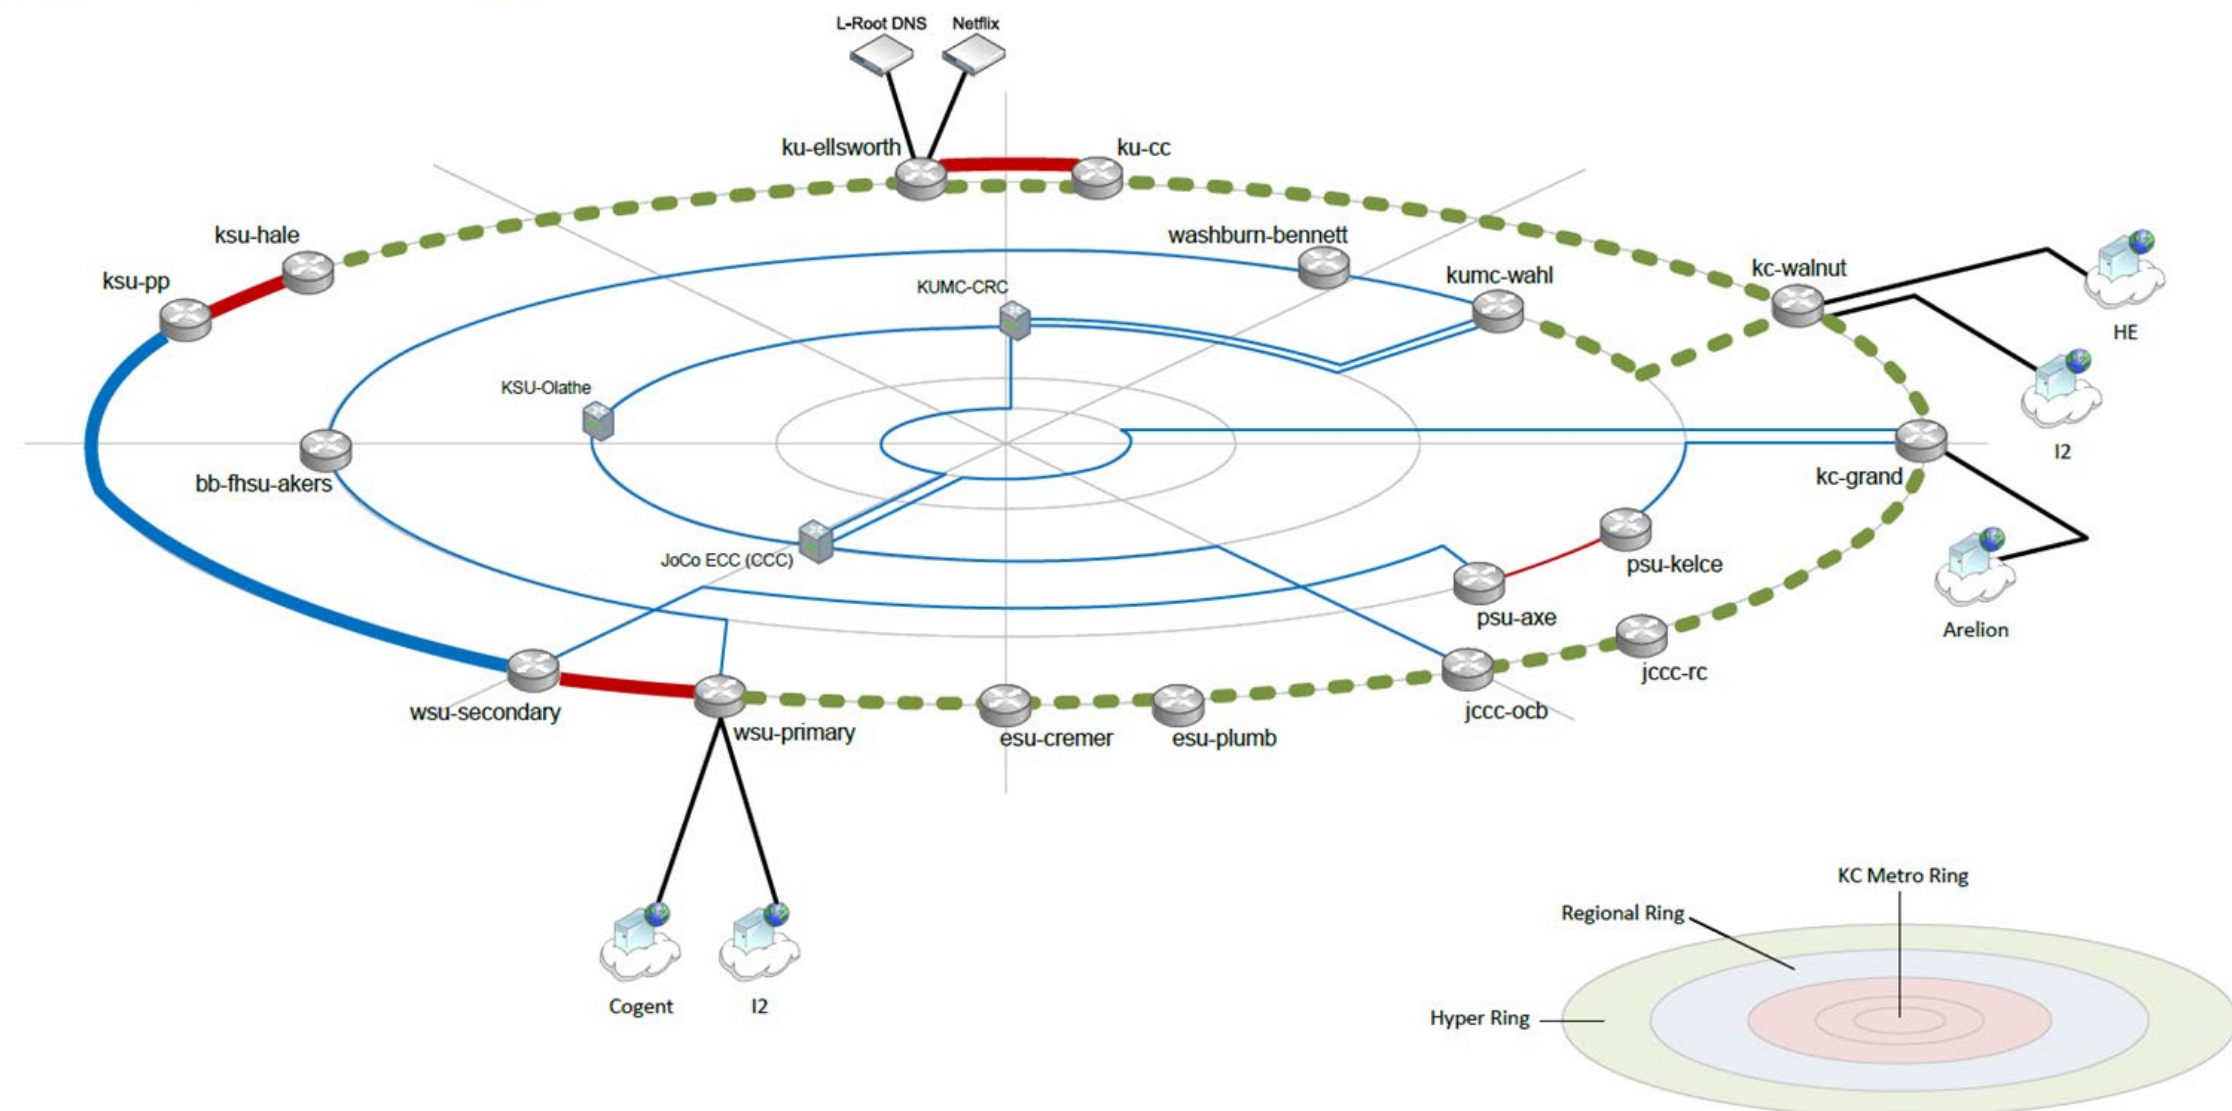 L-Root DNS
Netflix
ku-ellsworth
ku-cc
ksu-hale
washburn-bennett
kumc-wahl
kc-walnut
ksu-pp
KUMC-CRC
HE
KSU-Olathe
I2
bb-fhsu-akers
kc-grand
JoCo ECC (CCC)
psu-kelce
psu-axe
Arelion
jccc-rc
wsu-secondary
jccc-ocb
wsu-primary
esu-cremer
esu-plumb
KC Metro Ring
Regional Ring
Cogent
I2
Hyper Ring